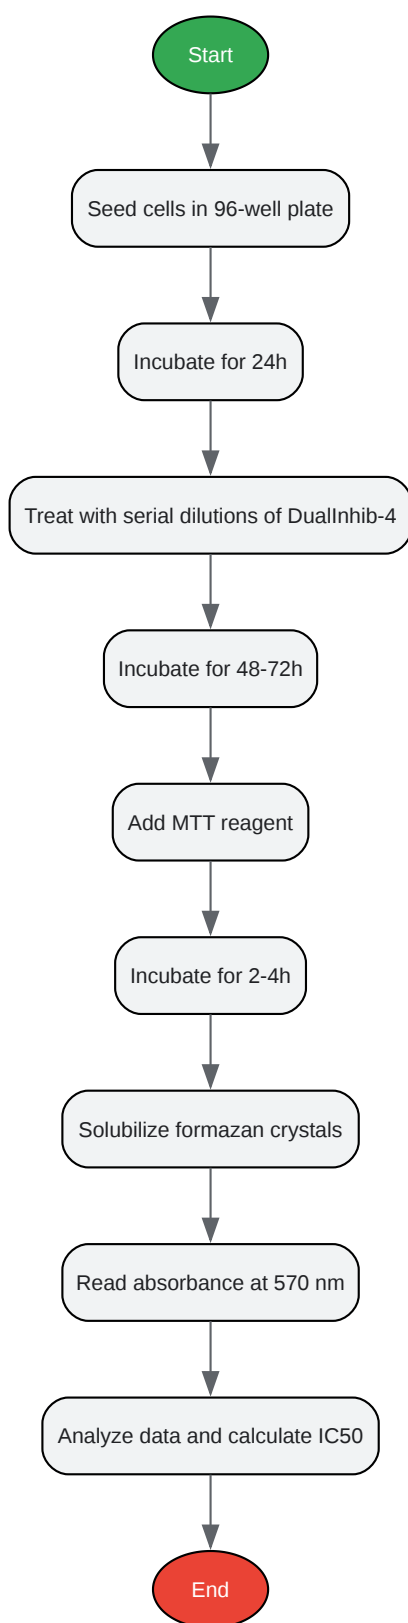 Start
Seed cells in 96-well plate
Incubate for 24h
Treat with serial dilutions of DualInhib-4
Incubate for 48-72h
Add MTT reagent
Incubate for 2-4h
Solubilize formazan crystals
Read absorbance at 570 nm
Analyze data and calculate IC50
End